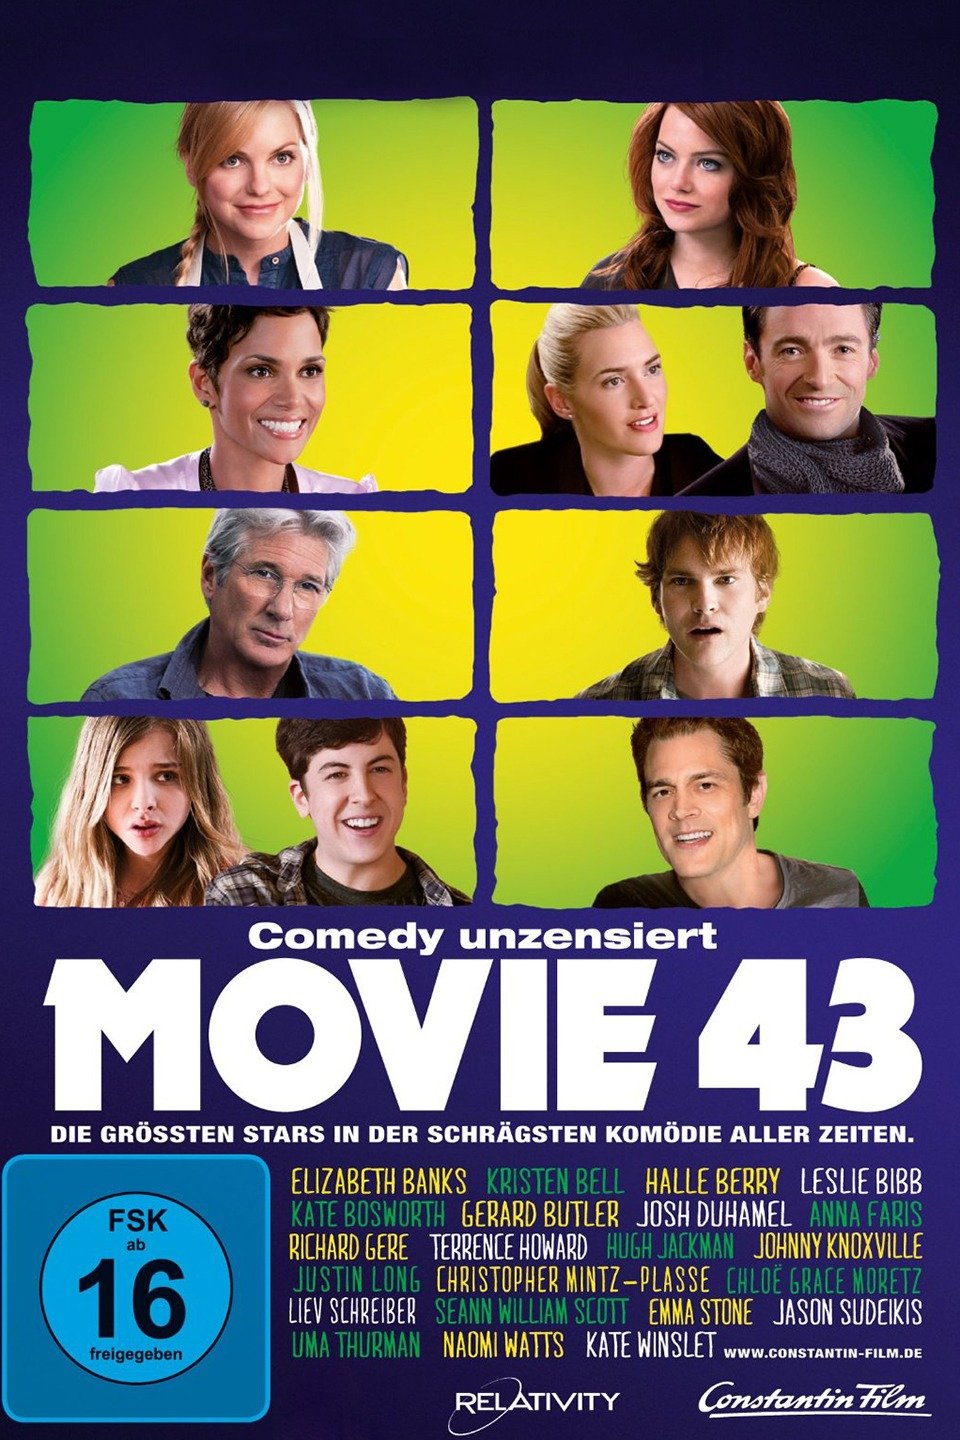 Comedy unzensiert
MOVIE 43
DIE GRÖSSTEN STARS IN DER SCHRÄGSTEN KOMÖDIE ALLER ZEITEN.
FSK
ab
16
freigegeben
ELIZABETH BANKS KRISTEN BELL HALLE BERRY LESLIE BIBB
KATE BOSWORTH GERARD BUTLER JOSH DUHAMEL ANNA FARIS
RICHARD GERE TERRENCE HOWARD HUGH JACKMAN JOHNNY KNOXVILLE
JUSTIN LONG CHRISTOPHER MINTZ-PLASSE CHLOË GRACE MORETZ
LIEV SCHREIBER SEANN WILLIAM SCOTT EMMA STONE JASON SUDEIKIS
UMA THURMAN NAOMI WATTS KATE WINSLET WWW.CONSTANTIN-FILM.DE
RELATIVITY Constantin Film